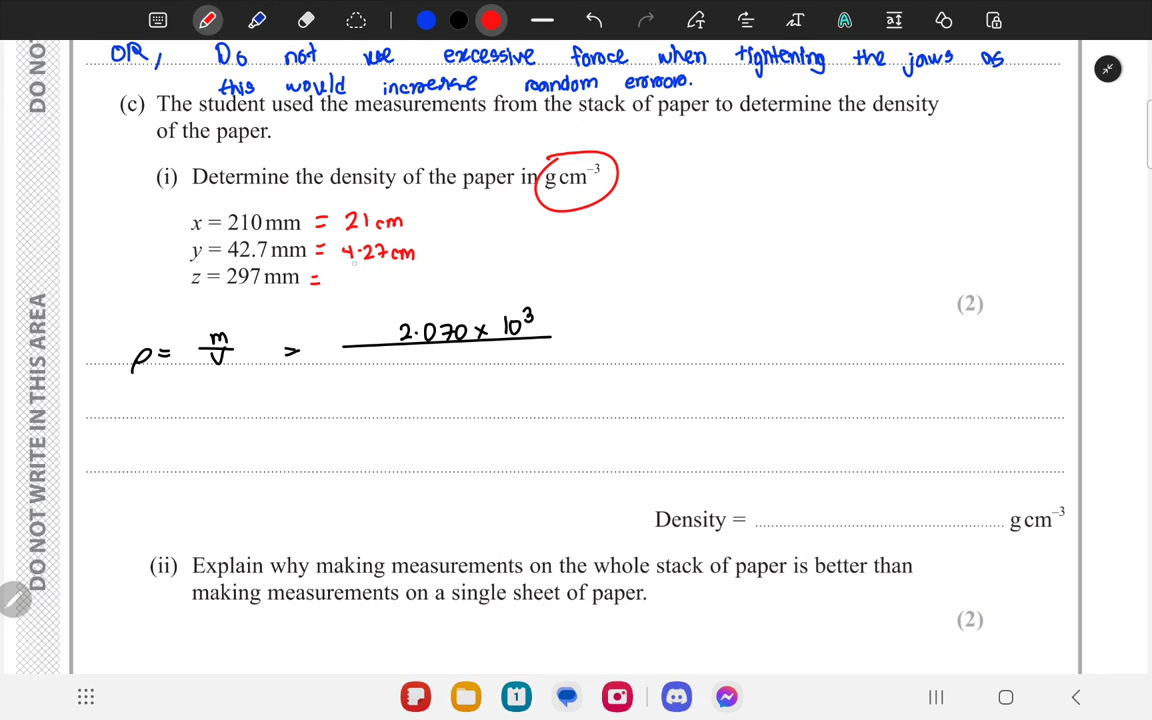 OR, Do not use excessive force when tightening the jaws as
this would increase random errors.
(c) The student used the measurements from the stack of paper to determine the density
of the paper.
(i) Determine the density of the paper in g cm⁻³
x = 210 mm = 21 cm
y = 42.7 mm = 4.27 cm
z = 297 mm =
(2)
ρ = m/V > 2.070 × 10³
Density = ........................................ g cm⁻³
(ii) Explain why making measurements on the whole stack of paper is better than
making measurements on a single sheet of paper.
(2)
DO NO
DO NOT WRITE IN THIS AREA